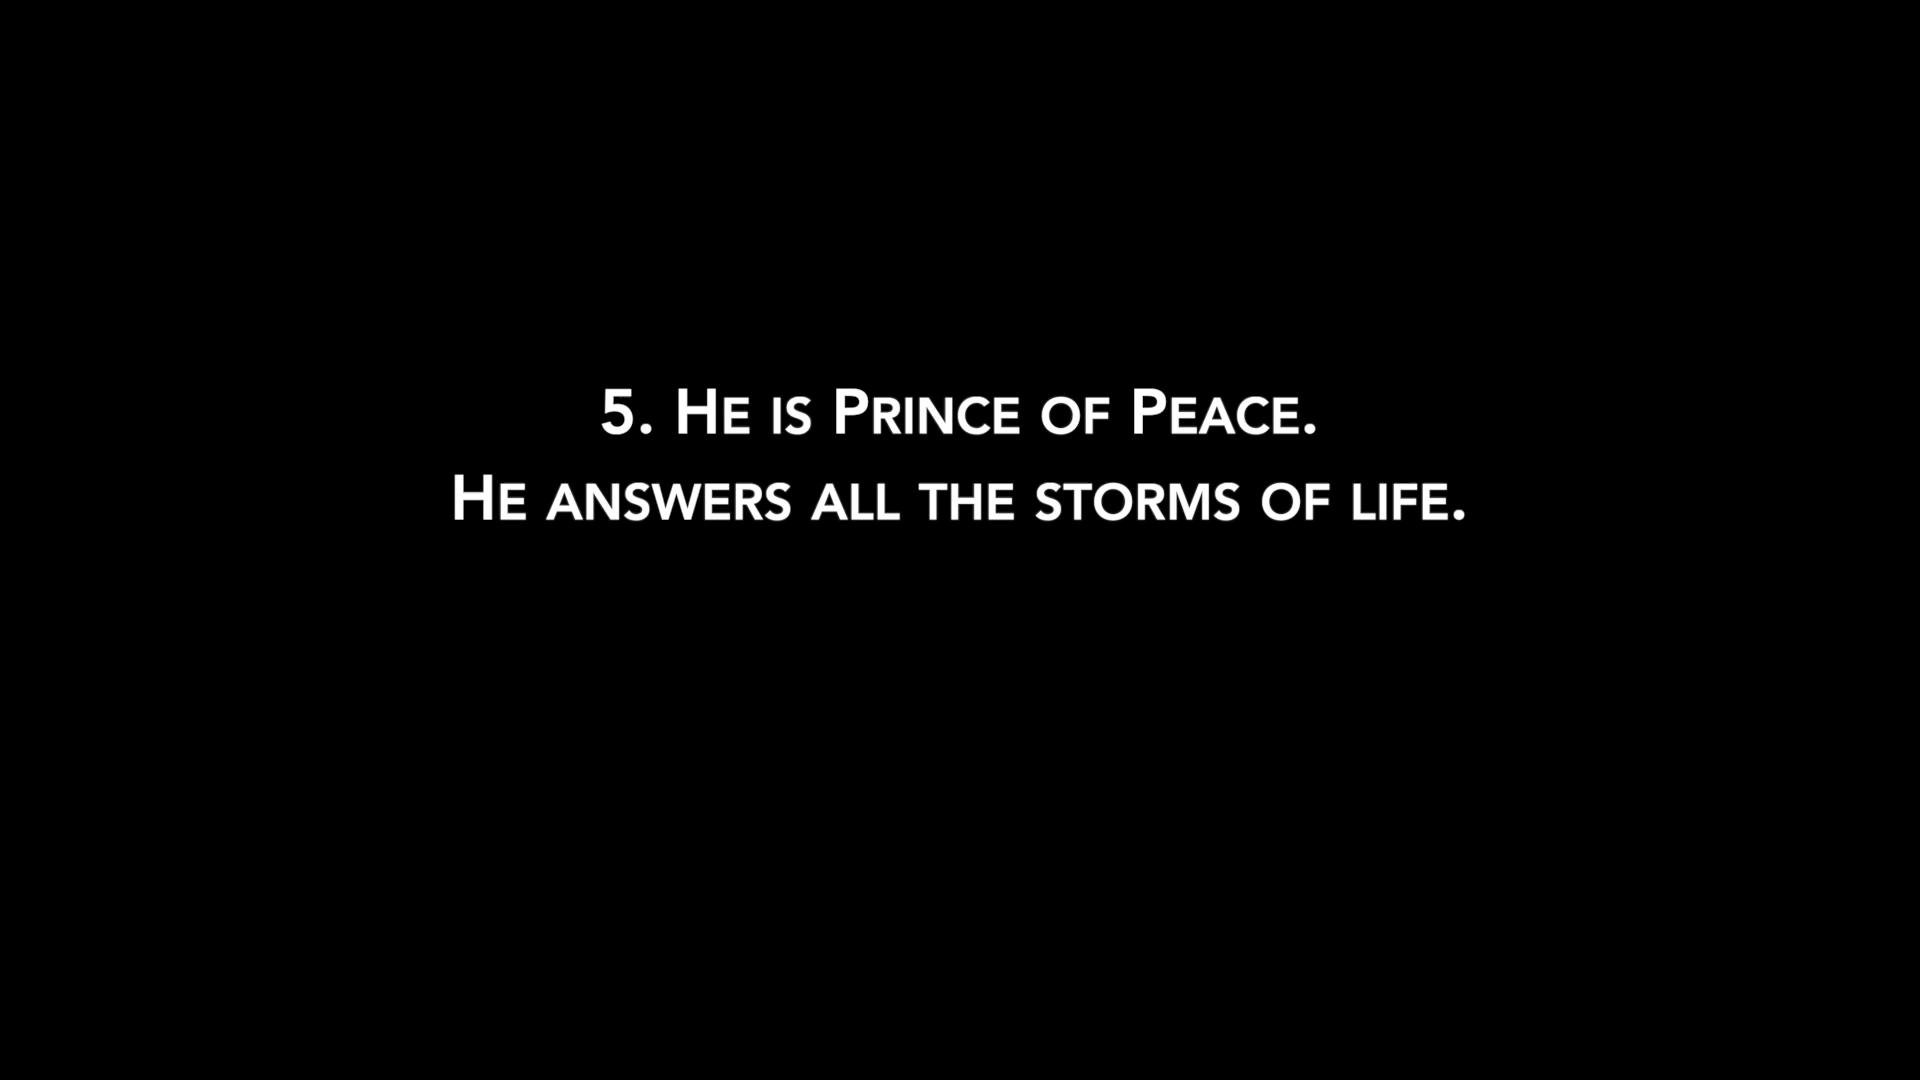 5. He is Prince of Peace.
He answers all the storms of life.